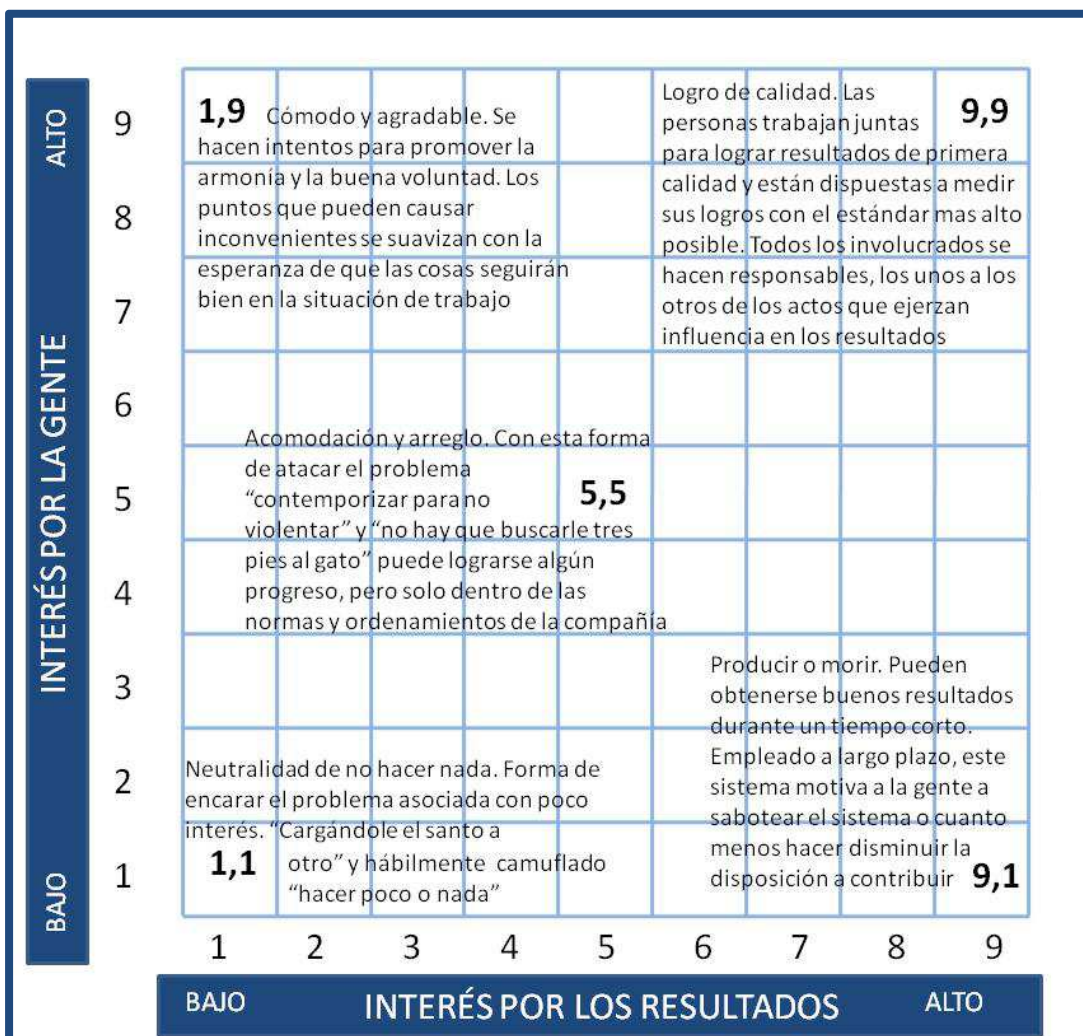 ALTO
INTERÉS POR LA GENTE
BAJO
9
8
7
6
5
4
3
2
1
1,9 Cómodo y agradable. Se
hacen intentos para promover la
armonía y la buena voluntad. Los
puntos que pueden causar
inconvenientes se suavizan con la
esperanza de que las cosas seguirán
bien en la situación de trabajo
Logro de calidad. Las
personas trabajan juntas 9,9
para lograr resultados de primera
calidad y están dispuestas a medir
sus logros con el estándar mas alto
posible. Todos los involucrados se
hacen responsables, los unos a los
otros de los actos que ejerzan
influencia en los resultados
Acomodación y arreglo. Con esta forma
de atacar el problema
“contemporizar para no 5,5
violentar” y “no hay que buscarle tres
pies al gato” puede lograrse algún
progreso, pero solo dentro de las
normas y ordenamientos de la compañía
Neutralidad de no hacer nada. Forma de
encarar el problema asociada con poco
interés. “Cargándole el santo a
1,1 otro” y hábilmente camuflado
“hacer poco o nada”
Producir o morir. Pueden
obtenerse buenos resultados
durante un tiempo corto.
Empleado a largo plazo, este
sistema motiva a la gente a
sabotear el sistema o cuanto
menos hacer disminuir la
disposición a contribuir 9,1
1 2 3 4 5 6 7 8 9
BAJO INTERÉS POR LOS RESULTADOS ALTO